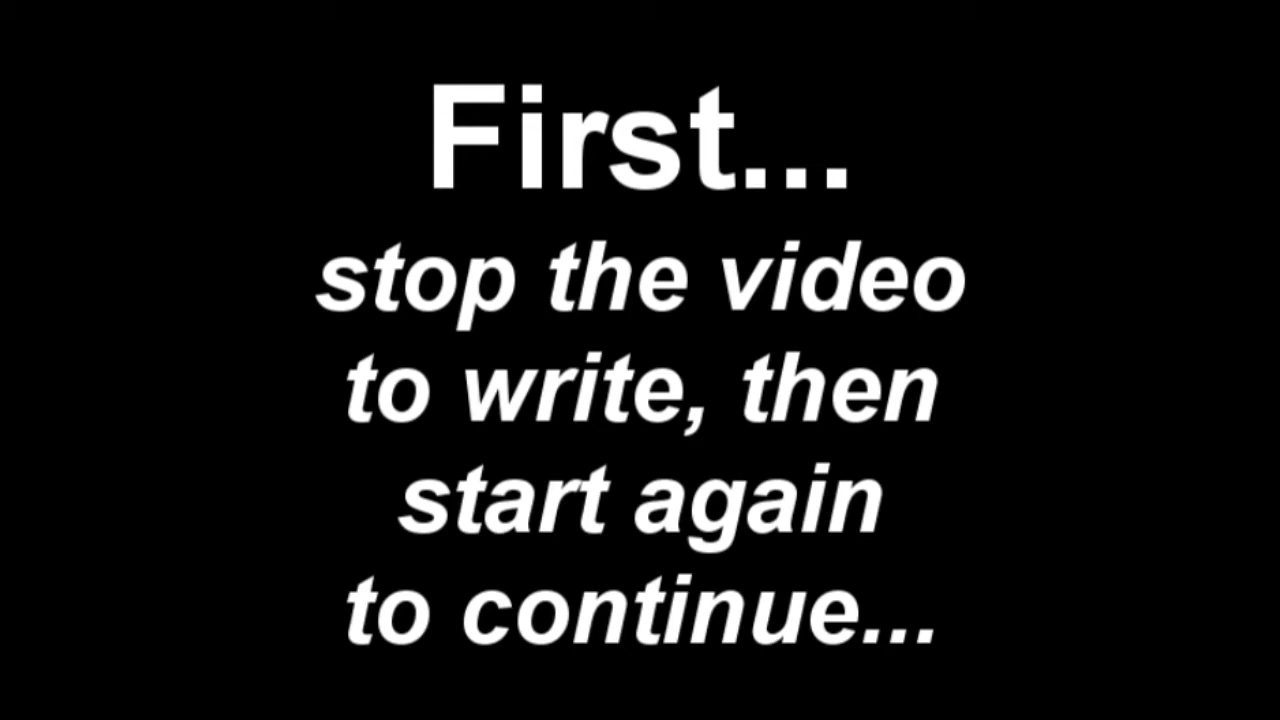 First...
stop the video
to write, then
start again
to continue...